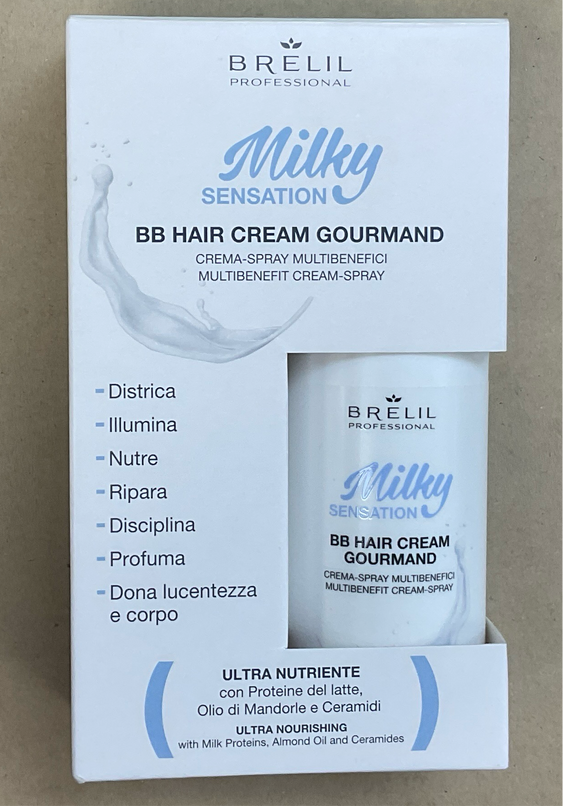 BRELIL
PROFESSIONAL
Milky
SENSATION
BB HAIR CREAM GOURMAND
CREMA-SPRAY MULTIBENEFICI
MULTIBENEFIT CREAM-SPRAY
- Districa
- Illumina
- Nutre
- Ripara
- Disciplina
- Profuma
- Dona lucentezza
e corpo
BRELIL
PROFESSIONAL
Milky
SENSATION
BB HAIR CREAM
GOURMAND
CREMA-SPRAY MULTIBENEFICI
MULTIBENEFIT CREAM-SPRAY
ULTRA NUTRIENTE
con Proteine del latte,
Olio di Mandorle e Ceramidi
ULTRA NOURISHING
with Milk Proteins, Almond Oil and Ceramides